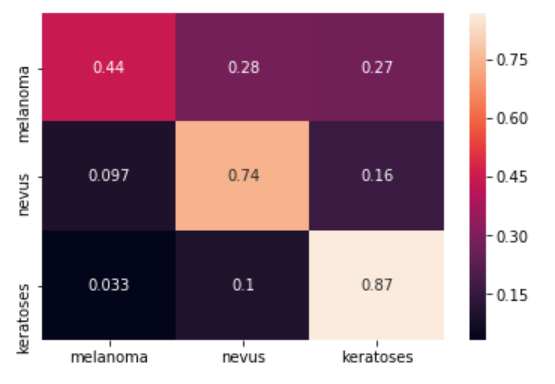 melanoma 0.44 0.28 0.27 0.75
0.60
nevus 0.097 0.74 0.16 0.45
0.30
keratoses 0.033 0.1 0.87 0.15
melanoma nevus keratoses